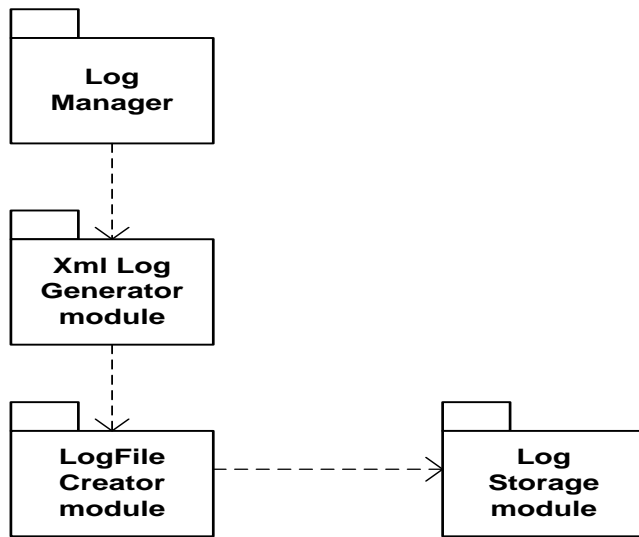 Log
Manager
Xml Log
Generator
module
LogFile
Creator
module
Log
Storage
module